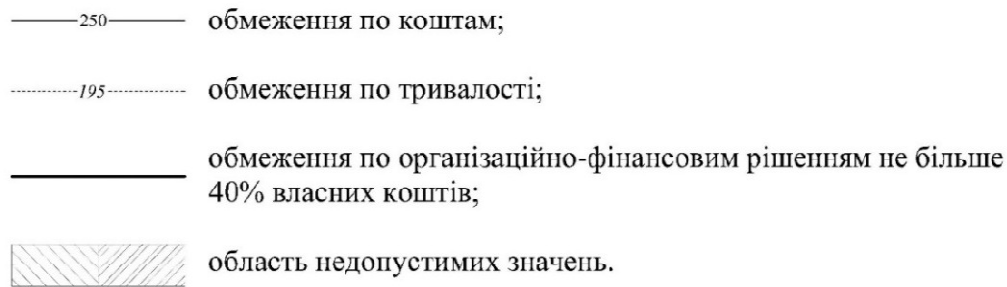 250 обмеження по коштам;
195 обмеження по тривалості;
обмеження по організаційно-фінансовим рішенням не більше
40% власних коштів;
область недопустимих значень.